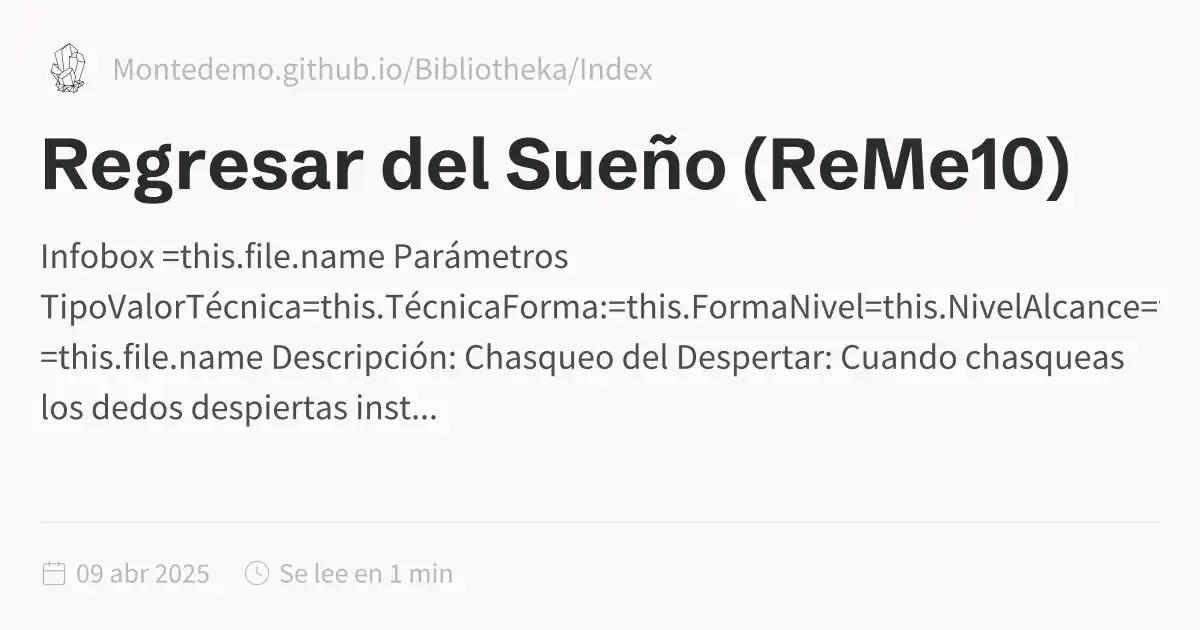 Montedemo.github.io/Bibliotheka/Index
Regresar del Sueño (ReMe10)
Infobox =this.file.name Parámetros
TipoValorTécnica=this.TécnicaForma:=this.FormaNivel=this.NivelAlcance=
=this.file.name Descripción: Chasqueo del Despertar: Cuando chasqueas
los dedos despiertas inst...
09 abr 2025 Se lee en 1 min